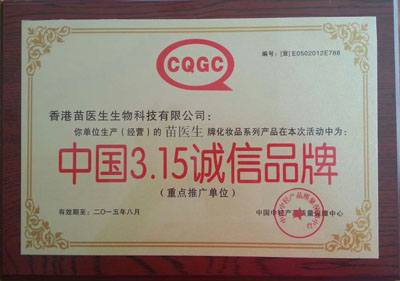 CQGC
编号:[宣]E0502012E788
香港苗医生生物科技有限公司:
你单位生产(经营)的 苗医生 牌化妆品系列产品在本次活动中为:
中国3.15诚信品牌
(重点推广单位)
有效期至:二〇一五年八月
中国中轻产品质量保障中心